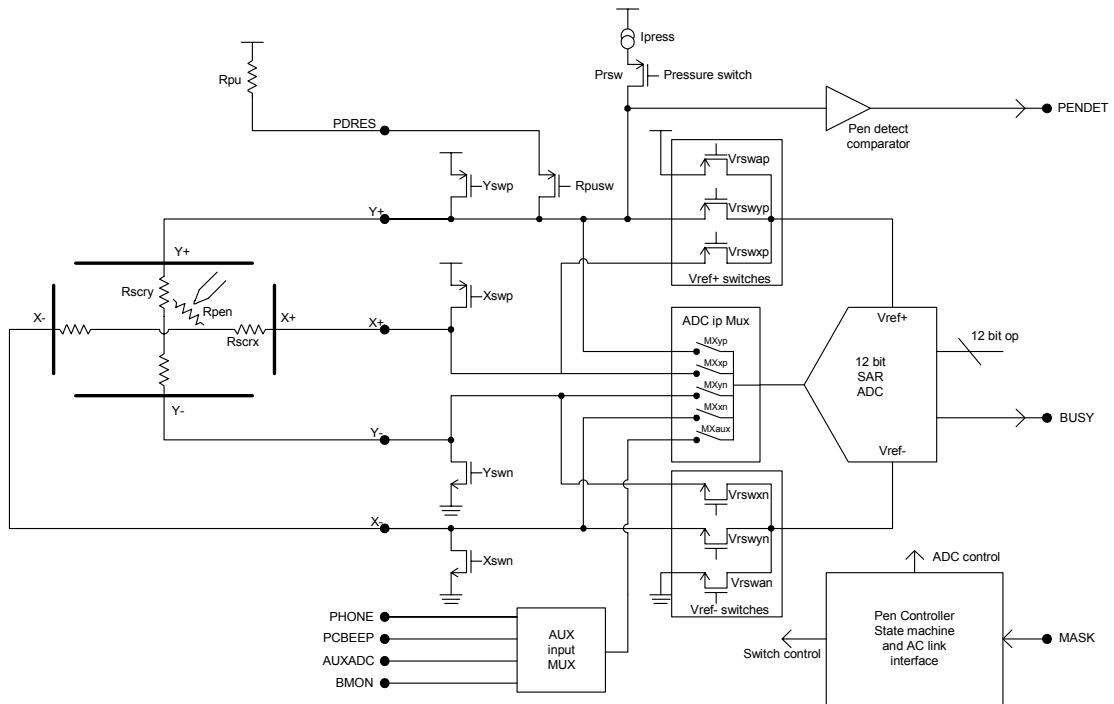 Ipress
Rpu
Prsw
Pressure switch
PDRES
PENDET
Pen detect
comparator
Vrswap
Yswp
Rpusw
Vrswyp
Y+
Vrswxp
Y+
Vref+ switches
Rscry
Xswp
Rpen
X-
X+
X+
ADC ip Mux
Vref+
Rscrx
MXyp
12 bit op
MXxp
12 bit
SAR
ADC
MXyn
Y-
MXxn
BUSY
Y-
MXaux
Vref-
Yswn
Vrswxn
X-
Vrswyn
Xswn
Vrswan
ADC control
Vref- switches
PHONE
PCBEEP
AUXADC
BMON
AUX
input
MUX
Pen Controller
State machine
and AC link
interface
MASK
Switch control